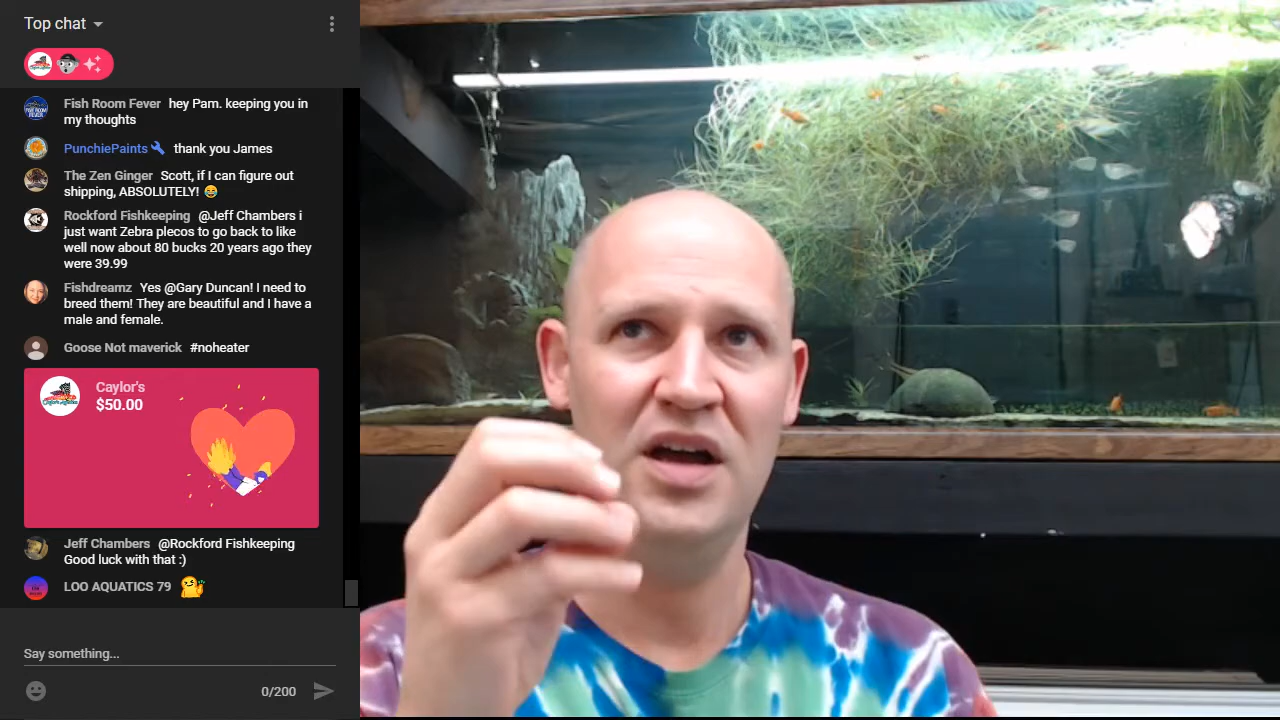 Top chat
Fish Room Fever hey Pam. keeping you in
my thoughts
PunchiePaints thank you James
The Zen Ginger Scott, if I can figure out
shipping, ABSOLUTELY! 😂
Rockford Fishkeeping @Jeff Chambers i
just want Zebra plecos to go back to like
well now about 80 bucks 20 years ago they
were 39.99
Fishdreamz Yes @Gary Duncan! I need to
breed them! They are beautiful and I have a
male and female.
Goose Not maverick #noheater
Caylor's
$50.00
Jeff Chambers @Rockford Fishkeeping
Good luck with that :)
LOO AQUATICS 79
Say something...
0/200